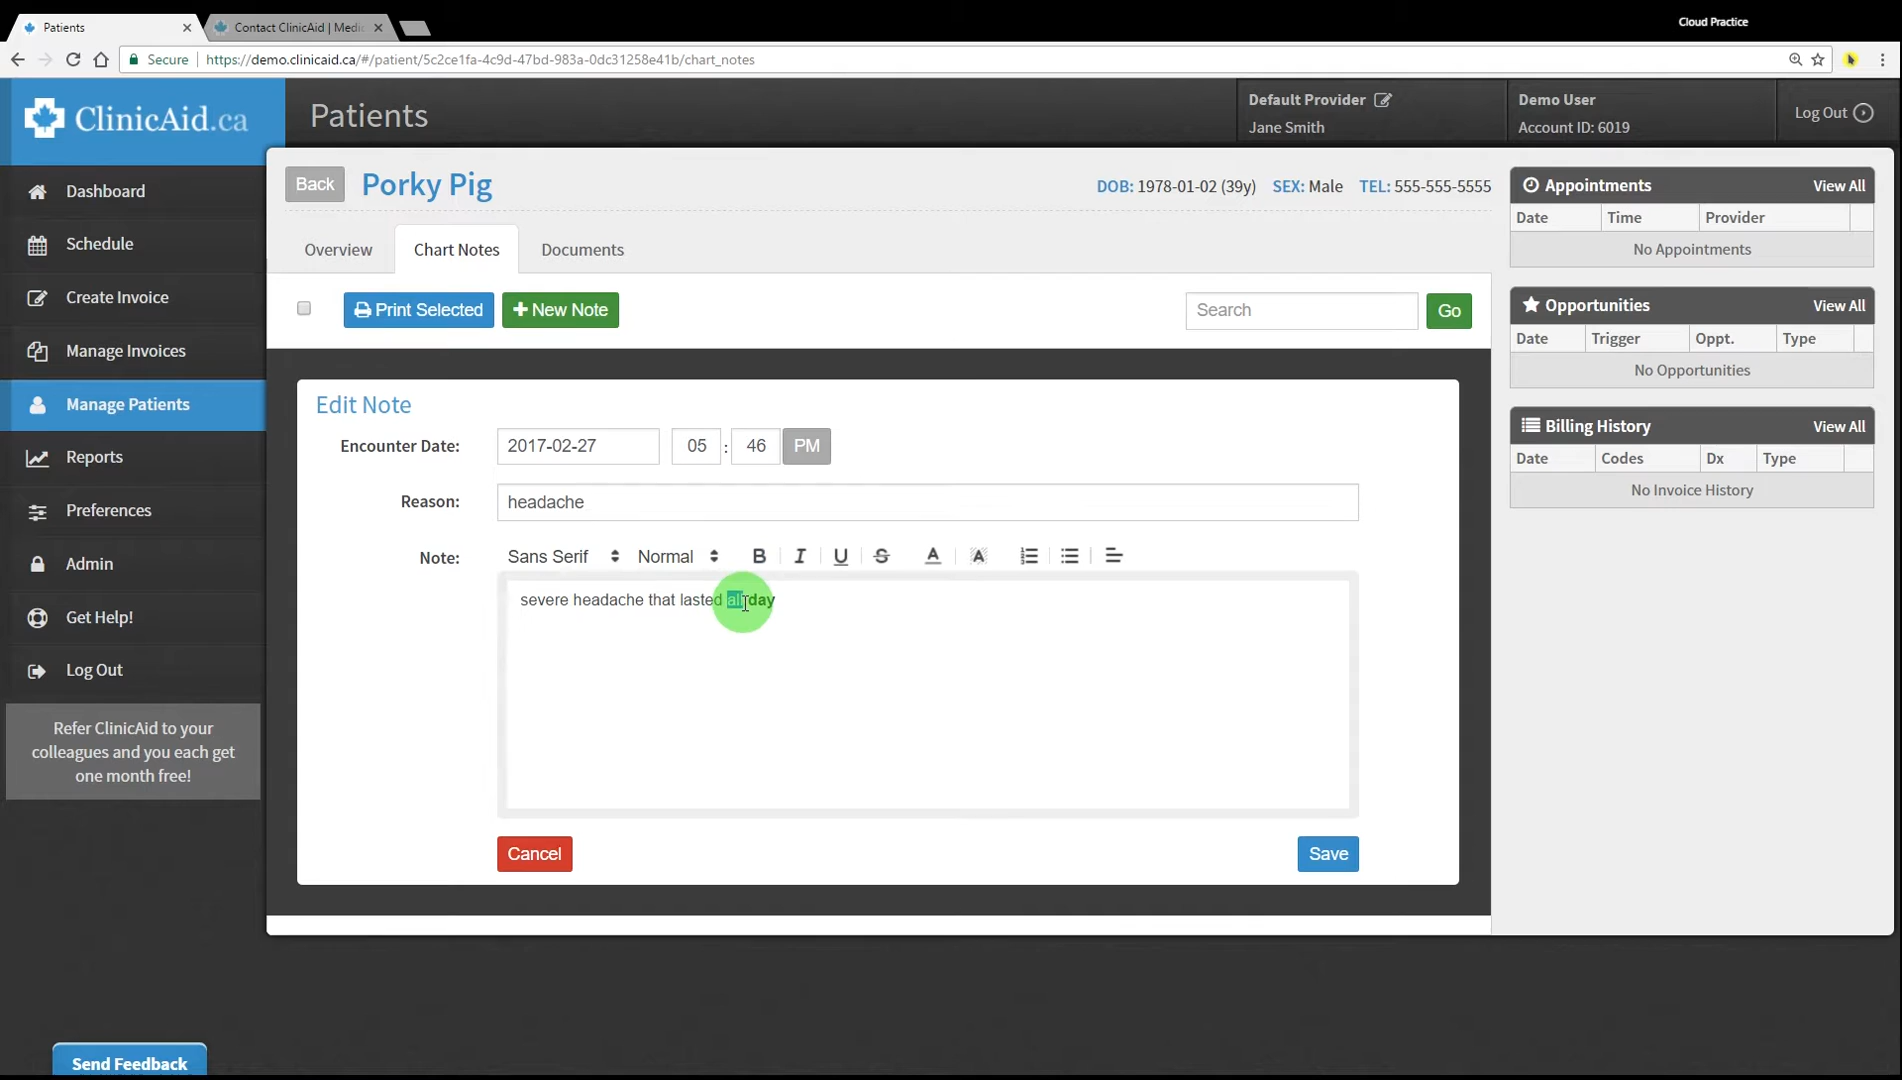 Patients
Contact ClinicAid | Medic
Cloud Practice
Secure
https://demo.clinicaid.ca/#/patient/5c2ce1fa-4c9d-47bd-983a-0dc31258e41b/chart_notes
ClinicAid.ca
Patients
Default Provider
Jane Smith
Demo User
Account ID: 6019
Log Out
Dashboard
Schedule
Create Invoice
Manage Invoices
Manage Patients
Reports
Preferences
Admin
Get Help!
Log Out
Refer ClinicAid to your
colleagues and you each get
one month free!
Send Feedback
Back
Porky Pig
DOB: 1978-01-02 (39y) SEX: Male TEL: 555-555-5555
Overview
Chart Notes
Documents
Print Selected
+ New Note
Search
Go
Edit Note
Encounter Date:
2017-02-27
05 : 46 PM
Reason:
headache
Note:
Sans Serif
Normal
B I U S A A
severe headache that lasted all day
Cancel
Save
Appointments
View All
Date Time Provider
No Appointments
Opportunities
View All
Date Trigger Oppt. Type
No Opportunities
Billing History
View All
Date Codes Dx Type
No Invoice History